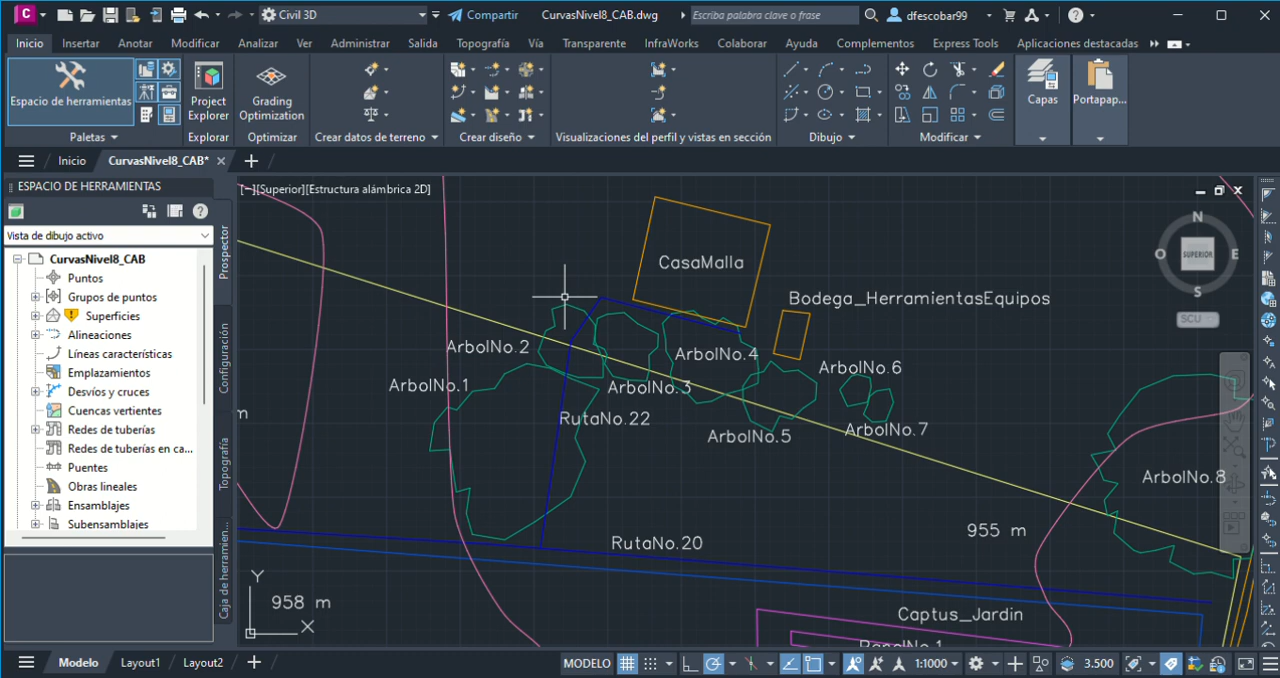 C
Civil 3D
Compartir
CurvasNivel8_CAB.dwg
Escriba palabra clave o frase
dfescobar99
Inicio
Insertar
Anotar
Modificar
Analizar
Ver
Administrar
Salida
Topografía
Vía
Transparente
InfraWorks
Colaborar
Ayuda
Complementos
Express Tools
Aplicaciones destacadas
Espacio de herramientas
Project Explorer
Grading Optimization
Capas
Portapap...
Paletas
Explorar
Optimizar
Crear datos de terreno
Crear diseño
Visualizaciones del perfil y vistas en sección
Dibujo
Modificar
Inicio
CurvasNivel8_CAB*
ESPACIO DE HERRAMIENTAS
Vista de dibujo activo
CurvasNivel8_CAB
Puntos
Grupos de puntos
Superficies
Alineaciones
Líneas características
Emplazamientos
Desvíos y cruces
Cuencas vertientes
Redes de tuberías
Redes de tuberías en ca...
Puentes
Obras lineales
Ensamblajes
Subensamblajes
Prospector
Configuración
Topografía
Caja de herramien...
[−][Superior][Estructura alámbrica 2D]
CasaMalla
Bodega_HerramientasEquipos
ArbolNo.2
ArbolNo.4
ArbolNo.6
ArbolNo.1
ArbolNo.3
RutaNo.22
ArbolNo.5
ArbolNo.7
m
ArbolNo.8
955 m
RutaNo.20
958 m
Captus_Jardin
PanelNo.1
Y
X
N
O
SUPERIOR
E
S
SCU
Modelo
Layout1
Layout2
MODELO
1:1000
3.500